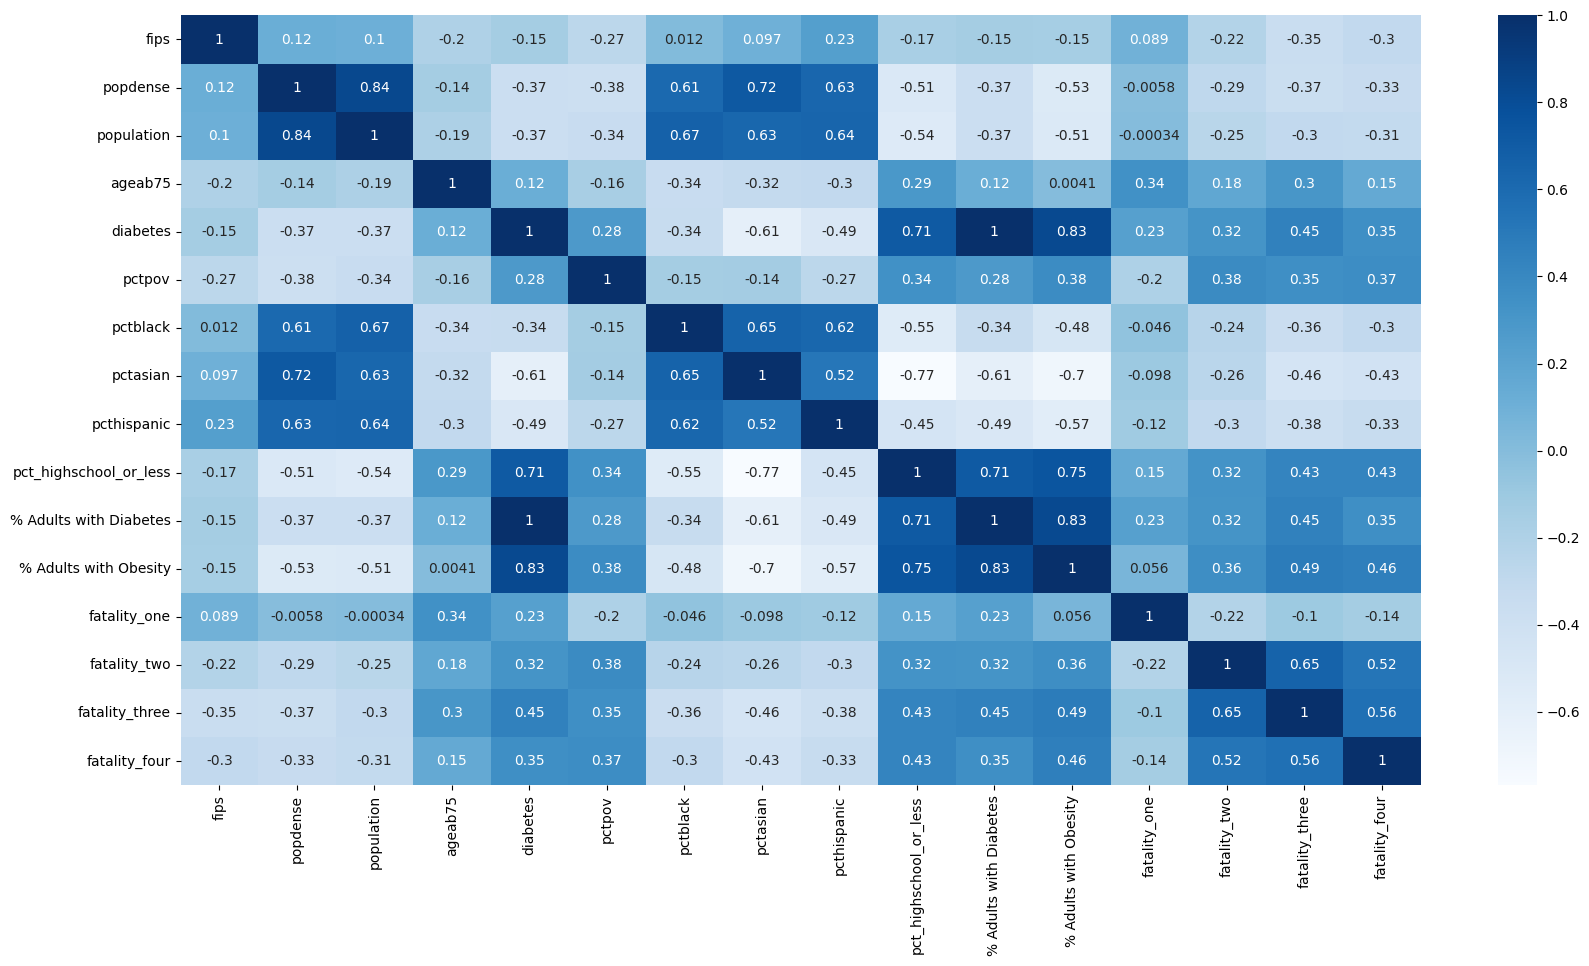 fips 1 0.12 0.1 -0.2 -0.15 -0.27 0.012 0.097 0.23 -0.17 -0.15 -0.15 0.089 -0.22 -0.35 -0.3
popdense 0.12 1 0.84 -0.14 -0.37 -0.38 0.61 0.72 0.63 -0.51 -0.37 -0.53 -0.0058 -0.29 -0.37 -0.33
population 0.1 0.84 1 -0.19 -0.37 -0.34 0.67 0.63 0.64 -0.54 -0.37 -0.51 -0.00034 -0.25 -0.3 -0.31
ageab75 -0.2 -0.14 -0.19 1 0.12 -0.16 -0.34 -0.32 -0.3 0.29 0.12 0.0041 0.34 0.18 0.3 0.15
diabetes -0.15 -0.37 -0.37 0.12 1 0.28 -0.34 -0.61 -0.49 0.71 1 0.83 0.23 0.32 0.45 0.35
pctpov -0.27 -0.38 -0.34 -0.16 0.28 1 -0.15 -0.14 -0.27 0.34 0.28 0.38 -0.2 0.38 0.35 0.37
pctblack 0.012 0.61 0.67 -0.34 -0.34 -0.15 1 0.65 0.62 -0.55 -0.34 -0.48 -0.046 -0.24 -0.36 -0.3
pctasian 0.097 0.72 0.63 -0.32 -0.61 -0.14 0.65 1 0.52 -0.77 -0.61 -0.7 -0.098 -0.26 -0.46 -0.43
pcthispanic 0.23 0.63 0.64 -0.3 -0.49 -0.27 0.62 0.52 1 -0.45 -0.49 -0.57 -0.12 -0.3 -0.38 -0.33
pct_highschool_or_less -0.17 -0.51 -0.54 0.29 0.71 0.34 -0.55 -0.77 -0.45 1 0.71 0.75 0.15 0.32 0.43 0.43
% Adults with Diabetes -0.15 -0.37 -0.37 0.12 1 0.28 -0.34 -0.61 -0.49 0.71 1 0.83 0.23 0.32 0.45 0.35
% Adults with Obesity -0.15 -0.53 -0.51 0.0041 0.83 0.38 -0.48 -0.7 -0.57 0.75 0.83 1 0.056 0.36 0.49 0.46
fatality_one 0.089 -0.0058 -0.00034 0.34 0.23 -0.2 -0.046 -0.098 -0.12 0.15 0.23 0.056 1 -0.22 -0.1 -0.14
fatality_two -0.22 -0.29 -0.25 0.18 0.32 0.38 -0.24 -0.26 -0.3 0.32 0.32 0.36 -0.22 1 0.65 0.52
fatality_three -0.35 -0.37 -0.3 0.3 0.45 0.35 -0.36 -0.46 -0.38 0.43 0.45 0.49 -0.1 0.65 1 0.56
fatality_four -0.3 -0.33 -0.31 0.15 0.35 0.37 -0.3 -0.43 -0.33 0.43 0.35 0.46 -0.14 0.52 0.56 1
fips
popdense
population
ageab75
diabetes
pctpov
pctblack
pctasian
pcthispanic
pct_highschool_or_less
% Adults with Diabetes
% Adults with Obesity
fatality_one
fatality_two
fatality_three
fatality_four
1.0
0.8
0.6
0.4
0.2
0.0
−0.2
−0.4
−0.6